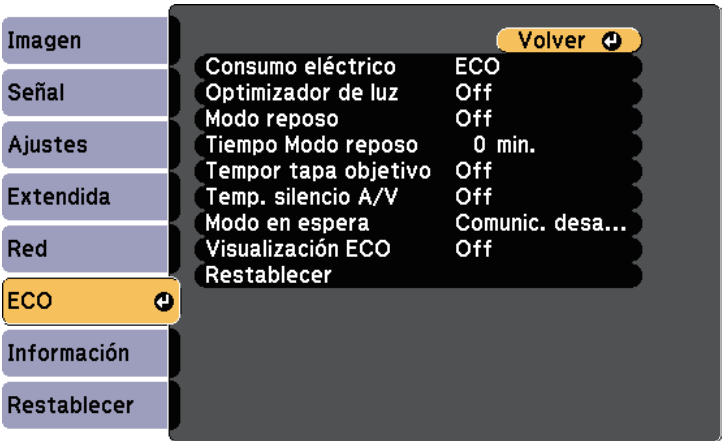 Imagen
Señal
Ajustes
Extendida
Red
ECO
Información
Restablecer
Volver
Consumo eléctrico ECO
Optimizador de luz Off
Modo reposo Off
Tiempo Modo reposo 0 min.
Tempor tapa objetivo Off
Temp. silencio A/V Off
Modo en espera Comunic. desa...
Visualización ECO Off
Restablecer